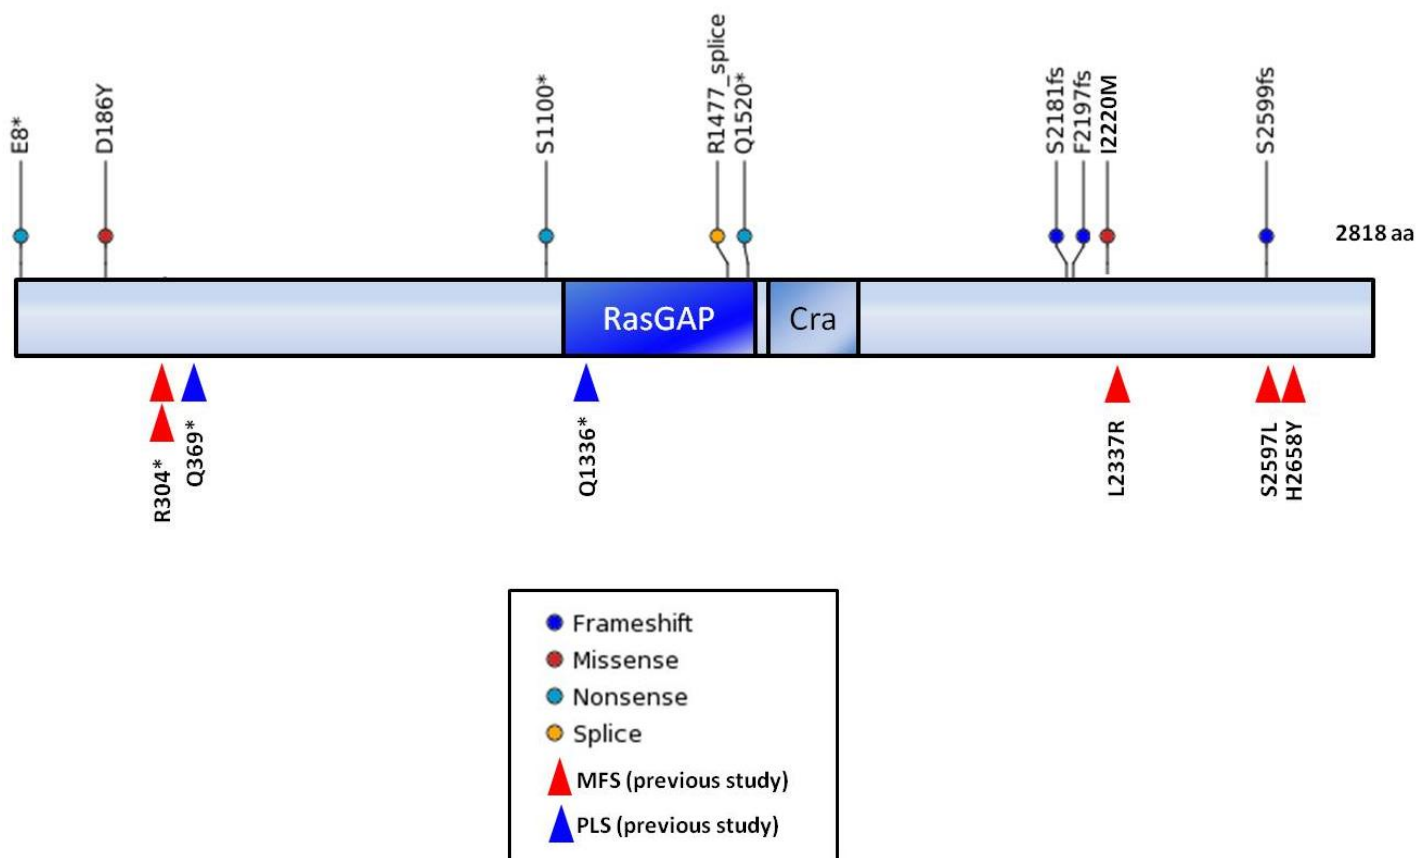 E8*
D186Y
S1100*
R1477_splice
Q1520*
S2181fs
F2197fs
I2220M
S2599fs
2818 aa
RasGAP
Cra
R304*
Q369*
Q1336*
L2337R
S2597L
H2658Y
Frameshift
Missense
Nonsense
Splice
MFS (previous study)
PLS (previous study)